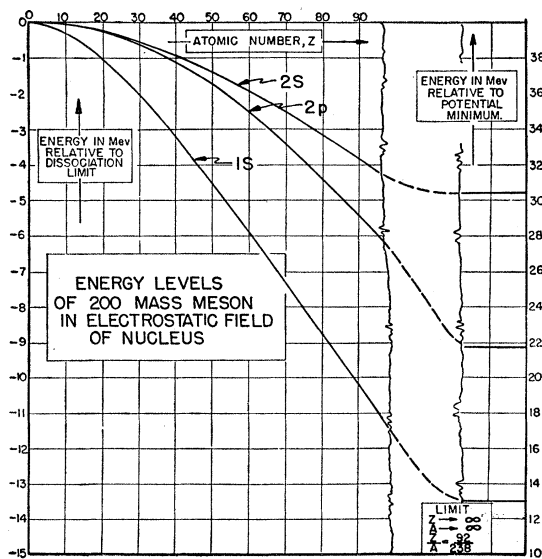 0 10 20 30 40 50 60 70 80 90
ATOMIC NUMBER, Z
0
-1
-2
-3
-4
-5
-6
-7
-8
-9
-10
-11
-12
-13
-14
-15
2S
2p
1S
ENERGY IN Mev
RELATIVE TO
DISSOCIATION
LIMIT
ENERGY IN Mev
RELATIVE TO
POTENTIAL
MINIMUM.
ENERGY LEVELS
OF 200 MASS MESON
IN ELECTROSTATIC FIELD
OF NUCLEUS
38
36
34
32
30
28
26
24
22
20
18
16
14
12
10
LIMIT
Z → ∞
A → ∞
Z 92
A 238